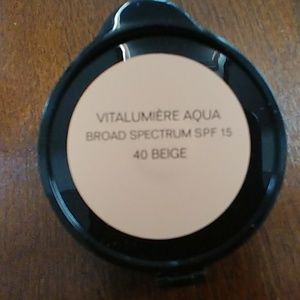 VITALUMIÈRE AQUA
BROAD SPECTRUM SPF 15
40 BEIGE